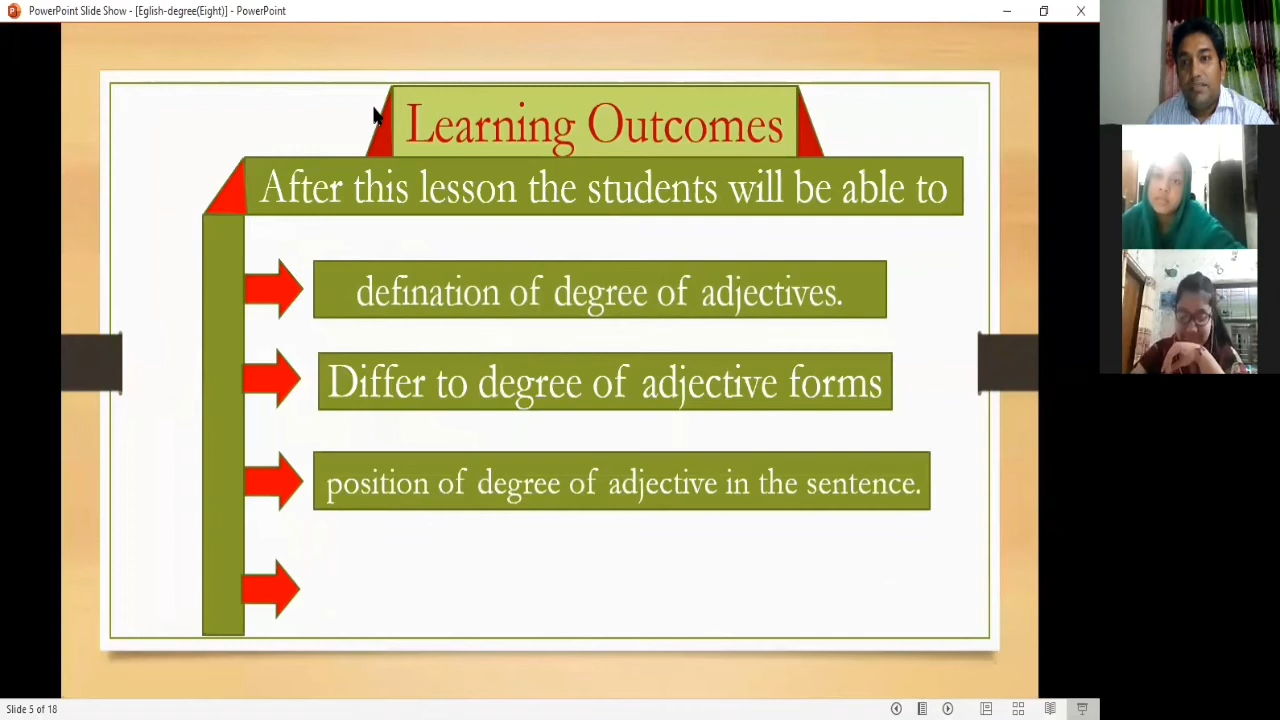 PowerPoint Slide Show - [Eglish-degree(Eight)] - PowerPoint
Learning Outcomes
After this lesson the students will be able to
defination of degree of adjectives.
Differ to degree of adjective forms
position of degree of adjective in the sentence.
Slide 5 of 18